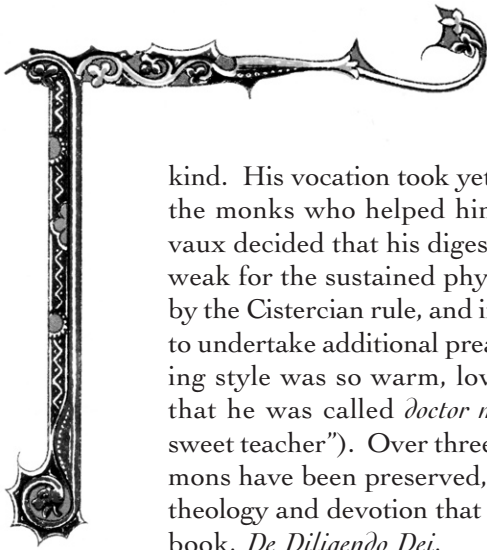 kind. His vocation took yet
the monks who helped him
vaux decided that his diges
weak for the sustained phy
by the Cistercian rule, and i
to undertake additional prea
ing style was so warm, lov
that he was called doctor
sweet teacher”). Over three
mons have been preserved,
theology and devotion that
book, De Diligendo Dei.